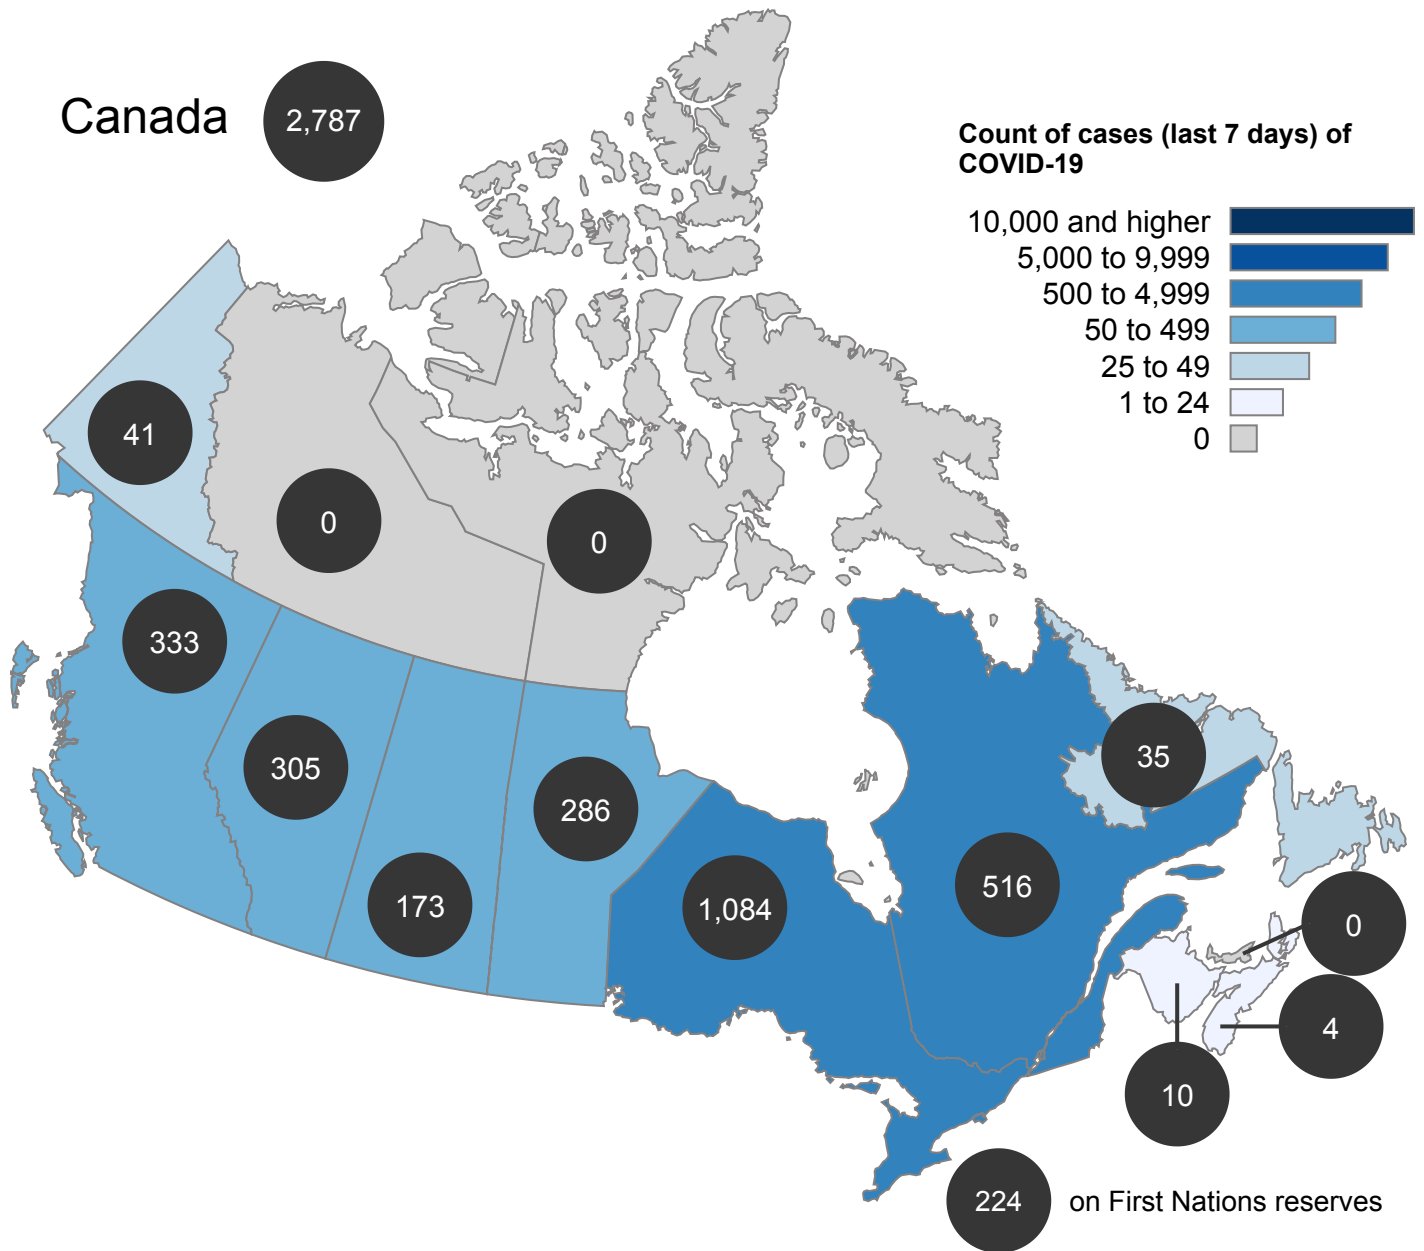 Canada 2,787
Count of cases (last 7 days) of
COVID-19
10,000 and higher
5,000 to 9,999
500 to 4,999
50 to 499
25 to 49
1 to 24
0
41
0
0
333
305
286
173
1,084
516
35
0
4
10
224 on First Nations reserves